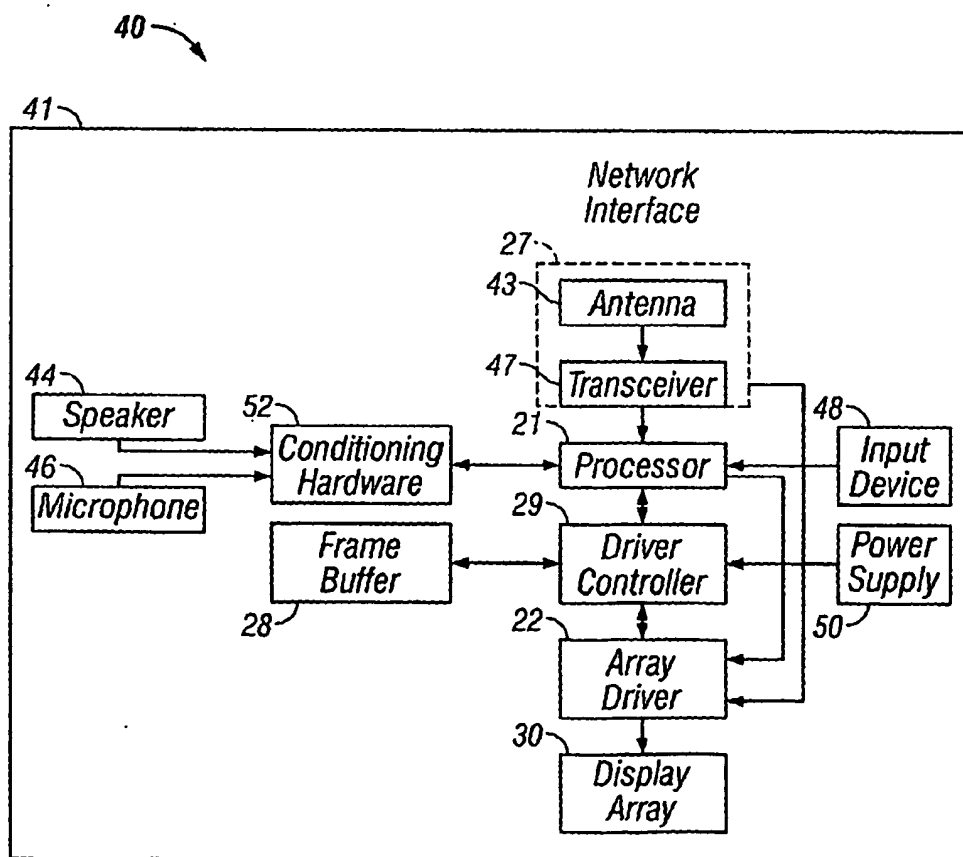 40
41
Network
Interface
27
43
Antenna
47
Transceiver
44
Speaker
52
Conditioning
Hardware
21
Processor
48
Input
Device
46
Microphone
29
Driver
Controller
Frame
Buffer
28
Power
Supply
50
22
Array
Driver
30
Display
Array